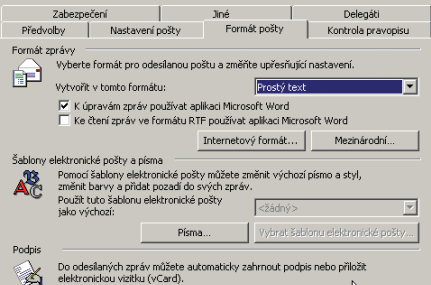 Zabezpečení Jiné Delegáti
Předvolby Nastavení pošty Formát pošty Kontrola pravopisu
Formát zprávy
Vyberte formát pro odesílanou poštu a změňte upřesňující nastavení.
Vytvořit v tomto formátu: Prostý text
K úpravám zpráv používat aplikaci Microsoft Word
Ke čtení zpráv ve formátu RTF používat aplikaci Microsoft Word
Internetový formát... Mezinárodní...
Šablony elektronické pošty a písma
Pomocí šablony elektronické pošty můžete změnit výchozí písmo a styl,
změnit barvy a přidat pozadí do svých zpráv.
Použít tuto šablonu elektronické pošty
jako výchozí: <žádný>
Písma... Vybrat šablonu elektronické pošty...
Podpis
Do odesílaných zpráv můžete automaticky zahrnout podpis nebo přiložit
elektronickou vizitku (vCard).